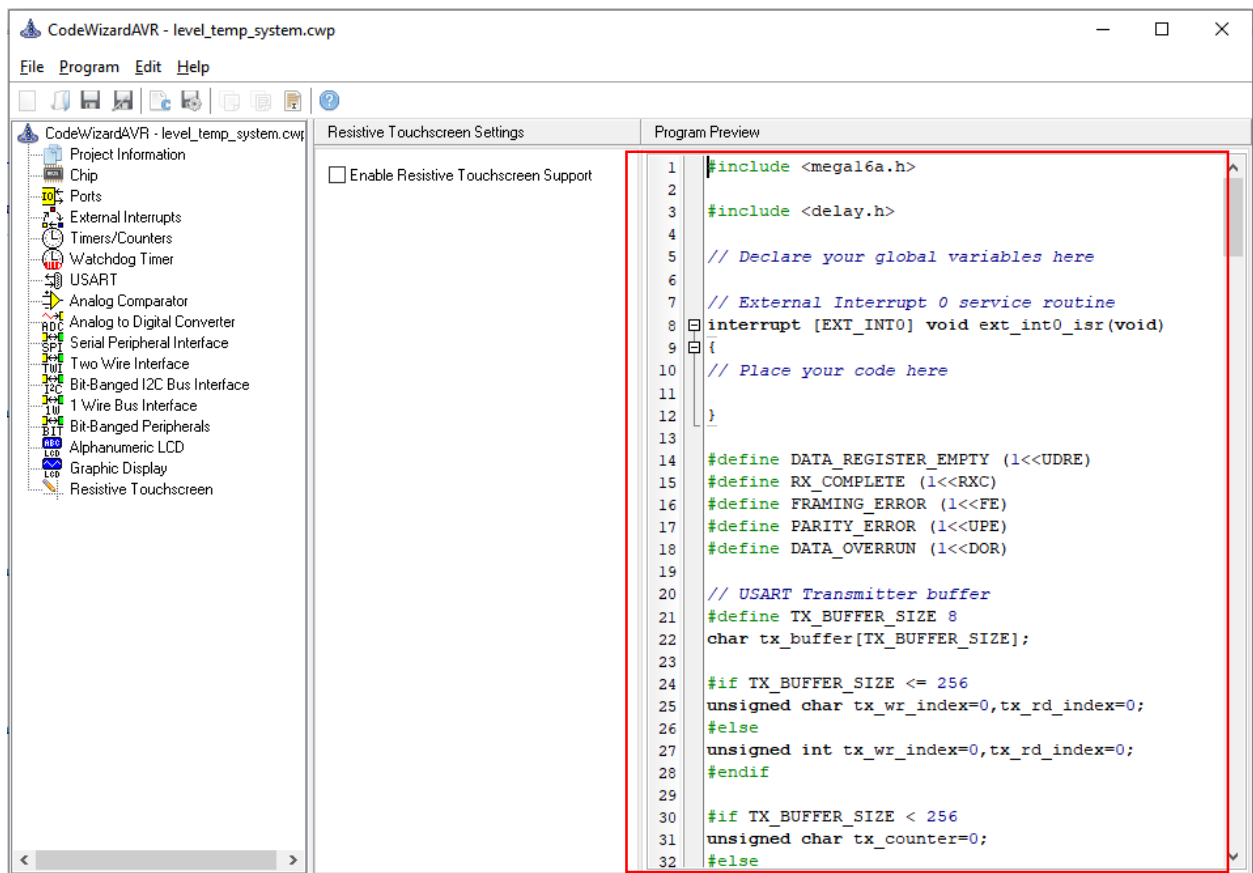 CodeWizardAVR - level_temp_system.cwp
File Program Edit Help
CodeWizardAVR - level_temp_system.cwp
Project Information
Chip
Ports
External Interrupts
Timers/Counters
Watchdog Timer
USART
Analog Comparator
Analog to Digital Converter
Serial Peripheral Interface
Two Wire Interface
Bit-Banged I2C Bus Interface
1 Wire Bus Interface
Bit-Banged Peripherals
Alphanumeric LCD
Graphic Display
Resistive Touchscreen
Resistive Touchscreen Settings
Enable Resistive Touchscreen Support
Program Preview
1 #include <mega16a.h>
2
3 #include <delay.h>
4
5 // Declare your global variables here
6
7 // External Interrupt 0 service routine
8 interrupt [EXT_INT0] void ext_int0_isr(void)
9 {
10 // Place your code here
11
12 }
13
14 #define DATA_REGISTER_EMPTY (1<<UDRE)
15 #define RX_COMPLETE (1<<RXC)
16 #define FRAMING_ERROR (1<<FE)
17 #define PARITY_ERROR (1<<UPE)
18 #define DATA_OVERRUN (1<<DOR)
19
20 // USART Transmitter buffer
21 #define TX_BUFFER_SIZE 8
22 char tx_buffer[TX_BUFFER_SIZE];
23
24 #if TX_BUFFER_SIZE <= 256
25 unsigned char tx_wr_index=0,tx_rd_index=0;
26 #else
27 unsigned int tx_wr_index=0,tx_rd_index=0;
28 #endif
29
30 #if TX_BUFFER_SIZE < 256
31 unsigned char tx_counter=0;
32 #else